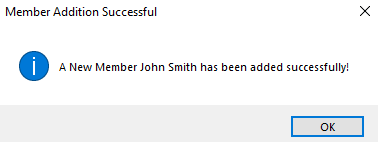 Member Addition Successful
A New Member John Smith has been added successfully!
OK